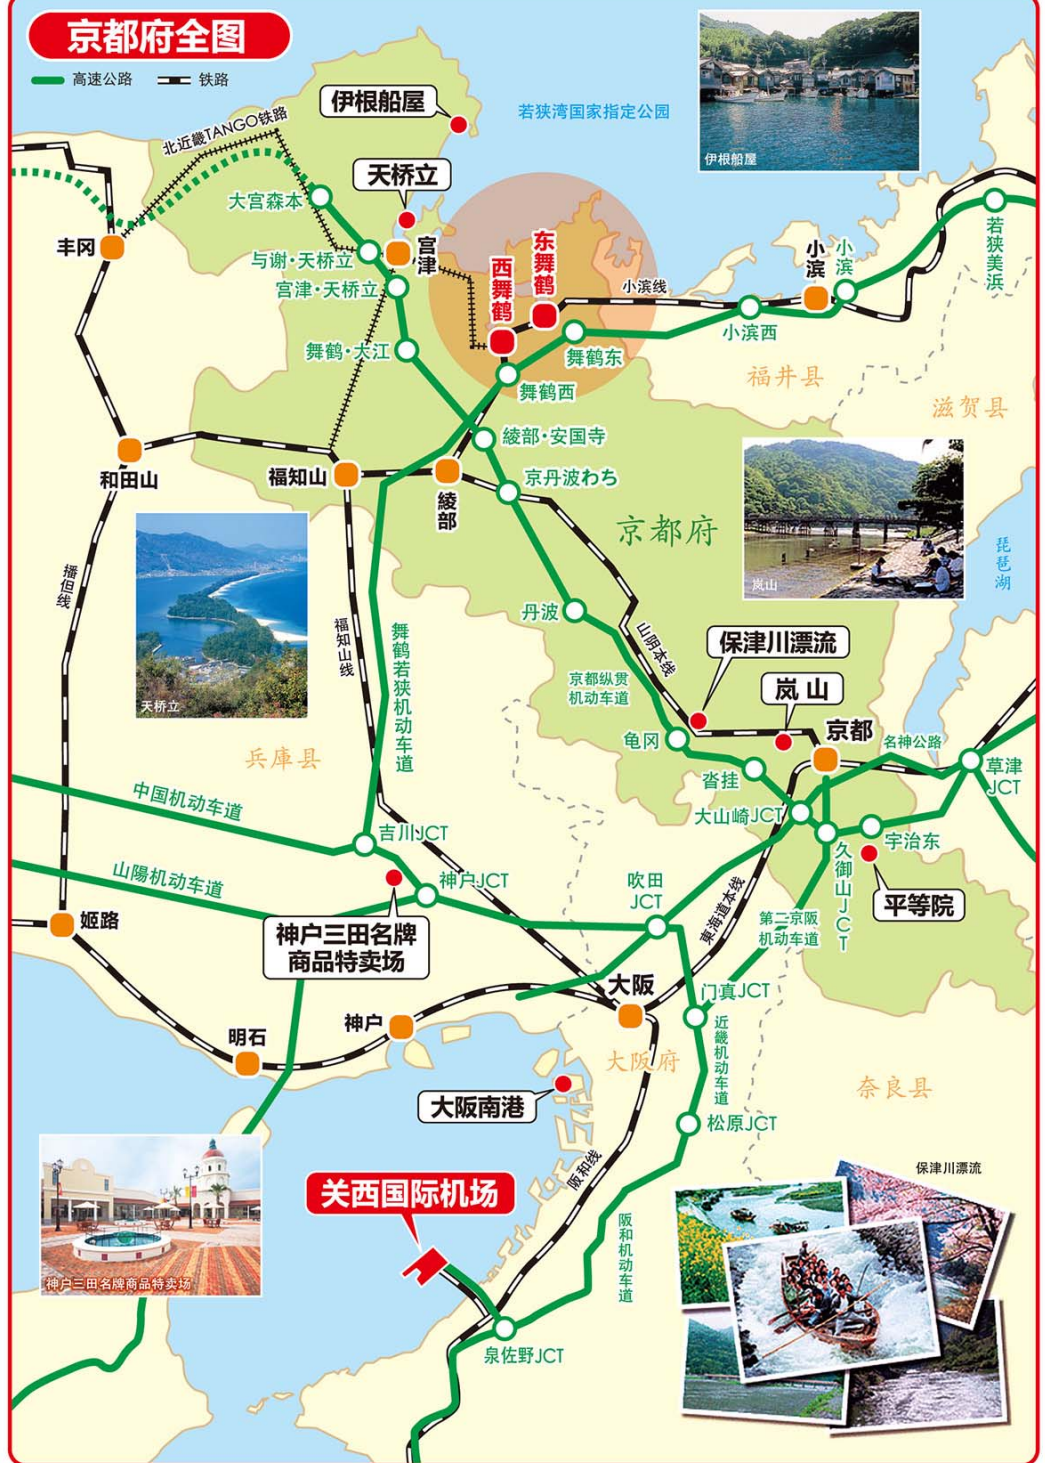 京都府全图
高速公路
铁路
北近畿TANGO铁路
伊根船屋
天桥立
若狭湾国家指定公园
伊根船屋
大宫森本
丰冈
与谢·天桥立
宫津
宫津·天桥立
西舞鹤
东舞鹤
小滨线
小滨
小滨
若狭美浜
小滨西
舞鹤·大江
舞鹤东
舞鹤西
福井县
滋贺县
綾部·安国寺
和田山
福知山
綾部
京丹波わち
京都府
岚山
琵琶湖
播但线
天桥立
福知山线
舞鹤若狭机动车道
丹波
山阴本线
京都纵贯
机动车道
保津川漂流
岚山
京都
龟冈
名神公路
草津
JCT
兵庫县
沓挂
大山崎JCT
宇治东
久御山JCT
中国机动车道
吉川JCT
山陽机动车道
神户JCT
吹田
JCT
東海道本线
第二京阪
机动车道
平等院
姫路
神户三田名牌
商品特卖场
大阪
门真JCT
神户
明石
近畿机动车道
大阪府
奈良县
大阪南港
松原JCT
阪和线
关西国际机场
阪和机动车道
保津川漂流
神户三田名牌商品特卖场
泉佐野JCT